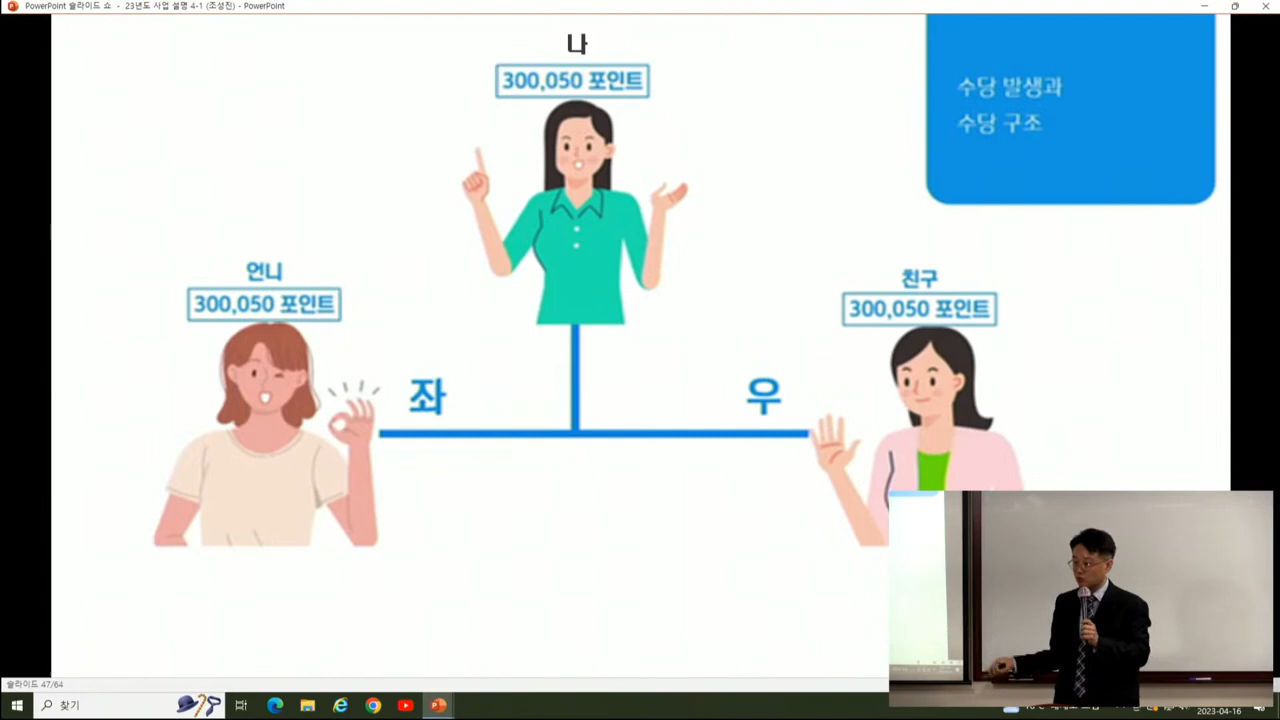 PowerPoint 슬라이드 쇼 - 23년도 사업 설명 4-1 (조성진) - PowerPoint
나
300,050 포인트
수당 발생과
수당 구조
언니
300,050 포인트
친구
300,050 포인트
좌
우
슬라이드 47/64
찾기
2023-04-16